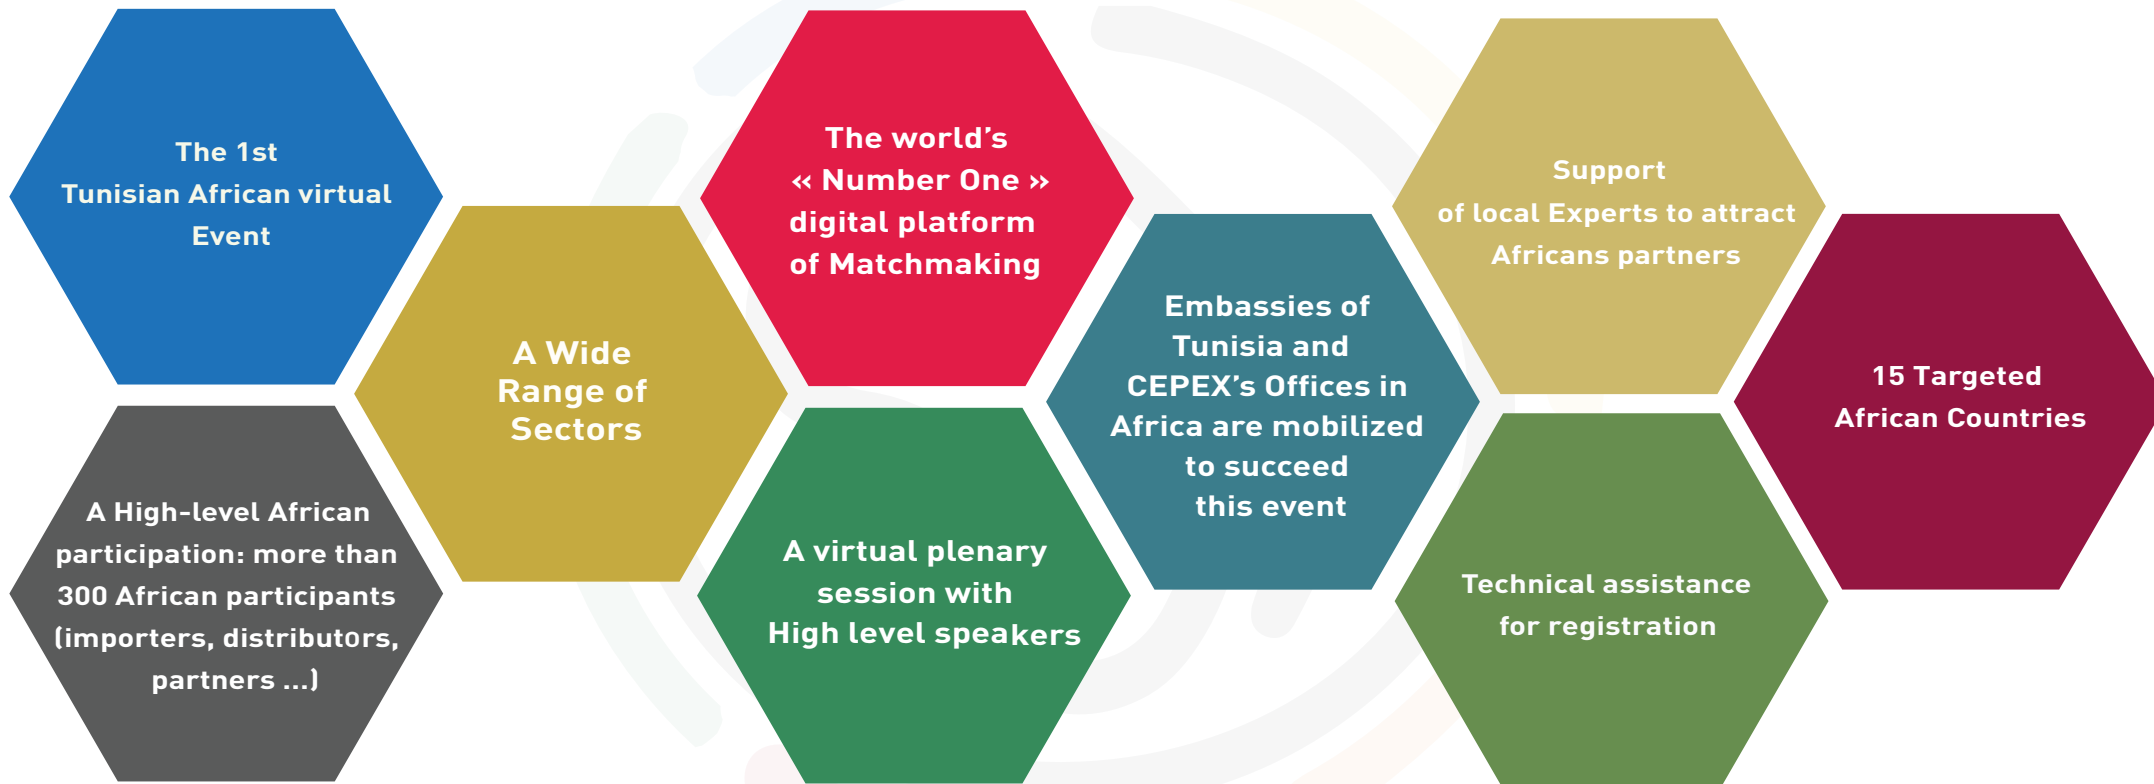 The 1st
Tunisian African virtual
Event
A High-level African
participation: more than
300 African participants
(importers, distributors,
partners ...)
A Wide
Range of
Sectors
The world's
« Number One »
digital platform
of Matchmaking
A virtual plenary
session with
High level speakers
Embassies of
Tunisia and
CEPEX's Offices in
Africa are mobilized
to succeed
this event
Support
of local Experts to attract
Africans partners
Technical assistance
for registration
15 Targeted
African Countries